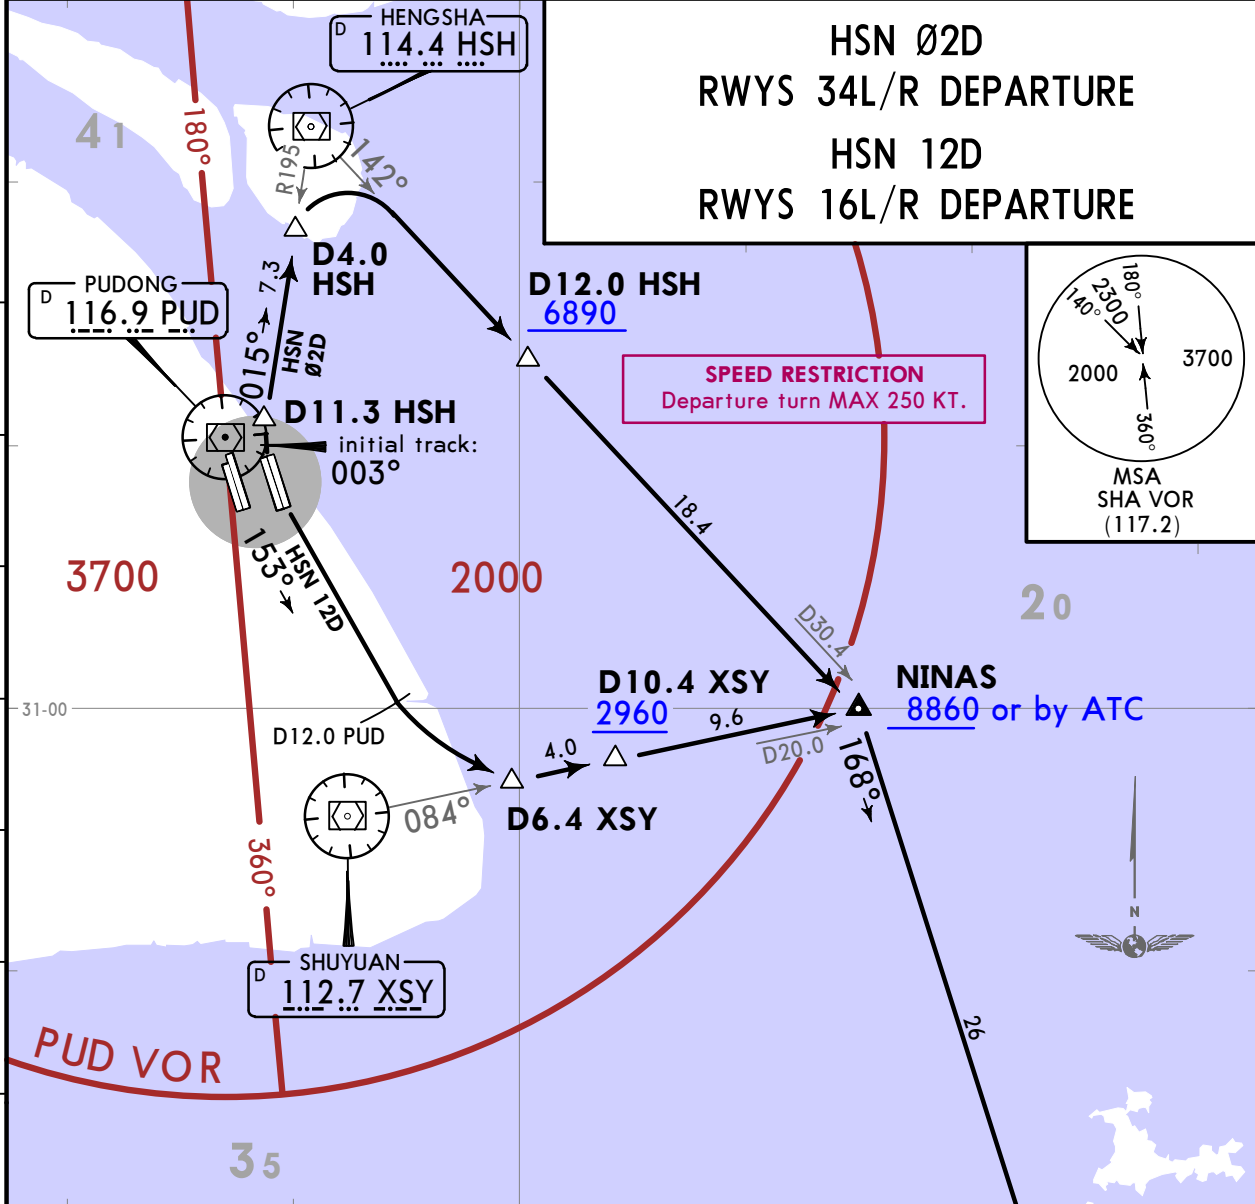 HSN Ø2D
RWYS 34L/R DEPARTURE
HSN 12D
RWYS 16L/R DEPARTURE
HENGSHA
D 114.4 HSH
41
180°
R195
142°
D4.0
HSH
PUDONG
D 116.9 PUD
015°
7.3
HSN
Ø2D
D11.3 HSH
initial track:
003°
D12.0 HSH
6890
SPEED RESTRICTION
Departure turn MAX 250 KT.
180°
2300
140°
2000
3700
360°
MSA
SHA VOR
(117.2)
3700
153°
HSN 12D
2000
18.4
20
D30.4
31-00
D12.0 PUD
D10.4 XSY
2960
9.6
D20.0
NINAS
8860 or by ATC
4.0
D6.4 XSY
084°
168°
360°
SHUYUAN
D 112.7 XSY
N
26
PUD VOR
35